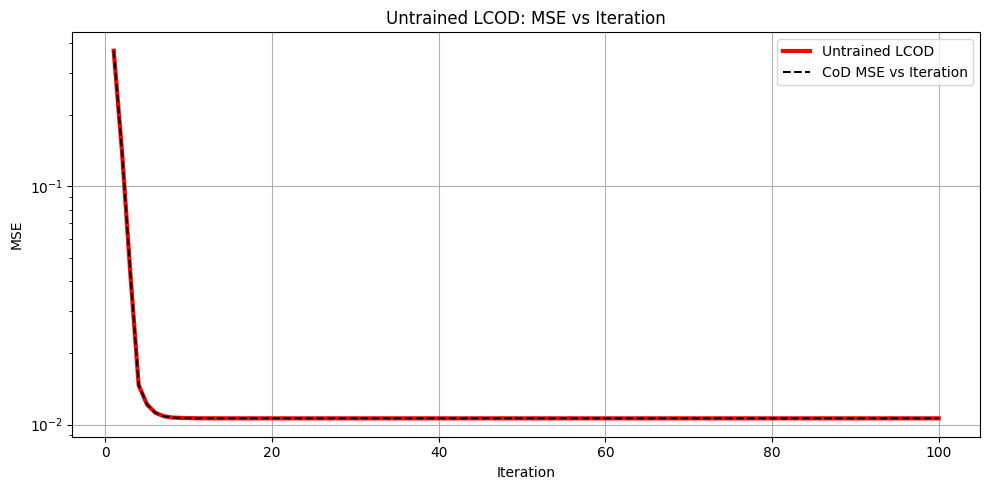 Untrained LCOD: MSE vs Iteration
Untrained LCOD
CoD MSE vs Iteration
10⁻¹
10⁻²
MSE
0 20 40 60 80 100
Iteration